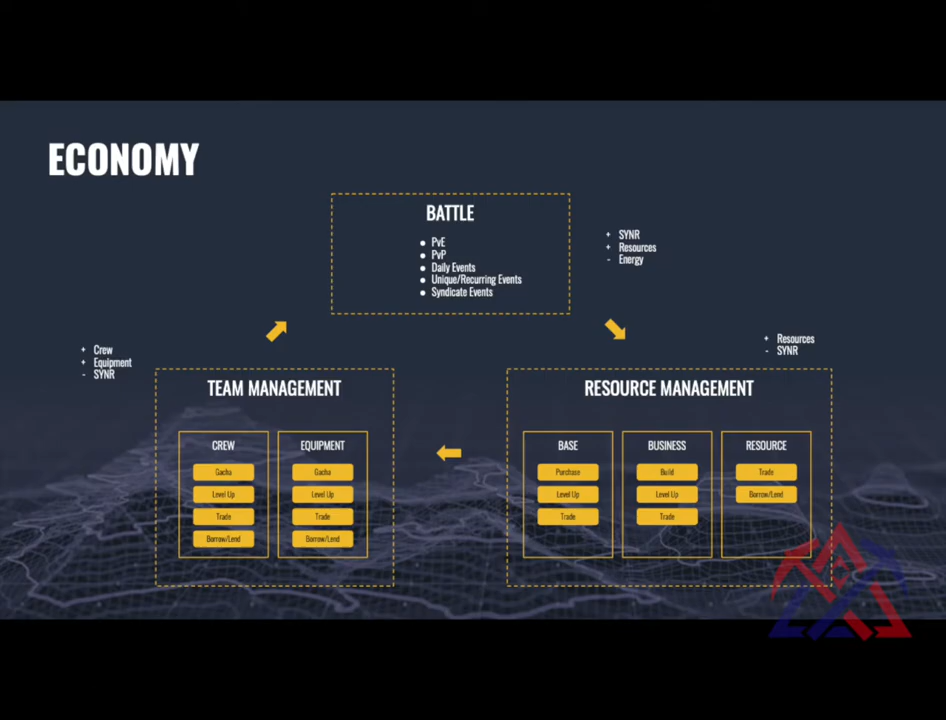 ECONOMY
BATTLE
● PvE
● PvP
● Daily Events
● Unique/Recurring Events
● Syndicate Events
+ SYNR
+ Resources
- Energy
+ Crew
+ Equipment
- SYNR
+ Resources
- SYNR
TEAM MANAGEMENT
CREW
Gacha
Level Up
Trade
Borrow/Lend
EQUIPMENT
Gacha
Level Up
Trade
Borrow/Lend
RESOURCE MANAGEMENT
BASE
Purchase
Level Up
Trade
BUSINESS
Build
Level Up
Trade
RESOURCE
Trade
Borrow/Lend